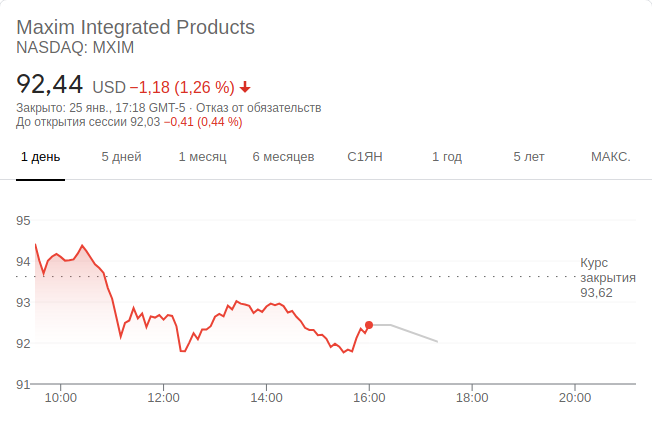 Maxim Integrated Products
NASDAQ: MXIM
92,44 USD −1,18 (1,26 %)
Закрыто: 25 янв., 17:18 GMT-5 · Отказ от обязательств
До открытия сессии 92,03 −0,41 (0,44 %)
1 день 5 дней 1 месяц 6 месяцев С1ЯН 1 год 5 лет МАКС.
95
94
93
92
91
Курс
закрытия
93,62
10:00 12:00 14:00 16:00 18:00 20:00